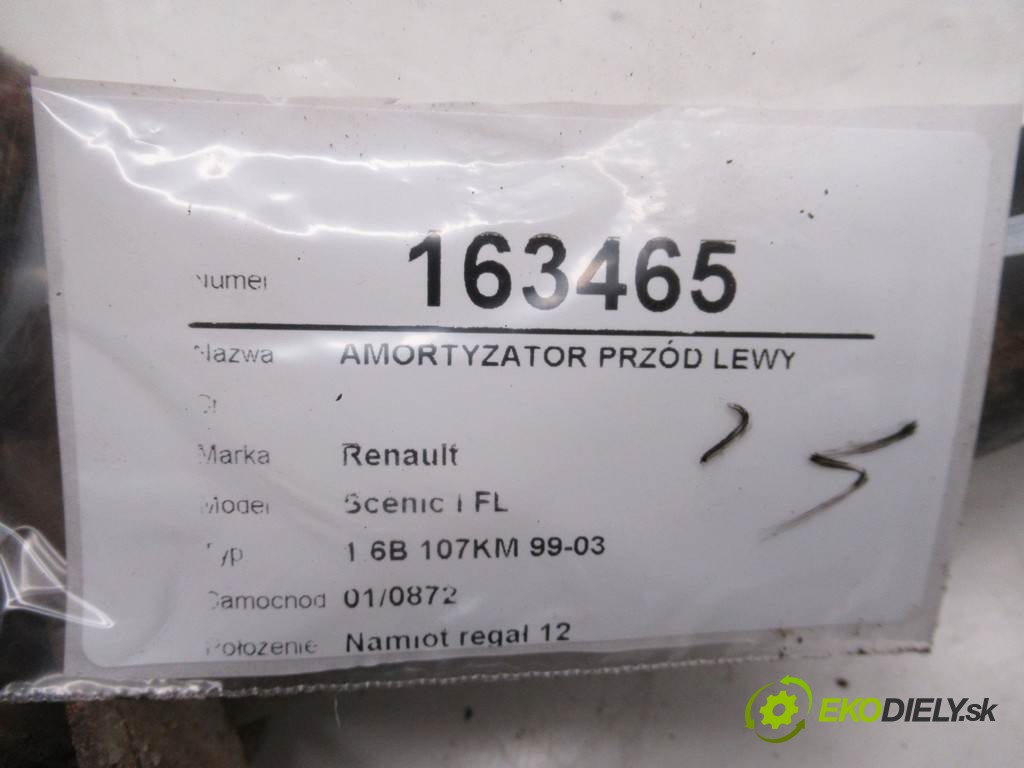 Numer 163465
Nazwa AMORTYZATOR PRZÓD LEWY
Marka Renault
Model Scenic I FL
Typ 1.6B 107KM 99-03
Samochód 01/0872
Położenie Namiot regał 12
EKODIELY.sk